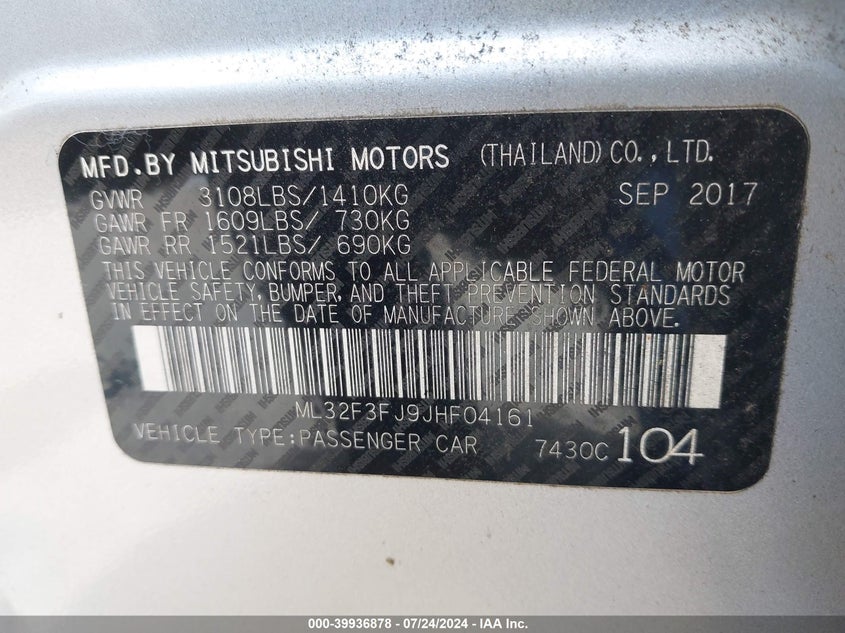 MFD.BY MITSUBISHI MOTORS (THAILAND)CO.,LTD.
GVWR 3108LBS/1410KG SEP 2017
GAWR FR 1609LBS/ 730KG
GAWR RR 1521LBS/ 690KG
THIS VEHICLE CONFORMS TO ALL APPLICABLE FEDERAL MOTOR
VEHICLE SAFETY, BUMPER, AND THEFT PREVENTION STANDARDS
IN EFFECT ON THE DATE OF MANUFACTURE SHOWN ABOVE.
ML32F3FJ9JHF04161
VEHICLE TYPE:PASSENGER CAR 7430C 104
000-39936878 - 07/24/2024 - IAA Inc.